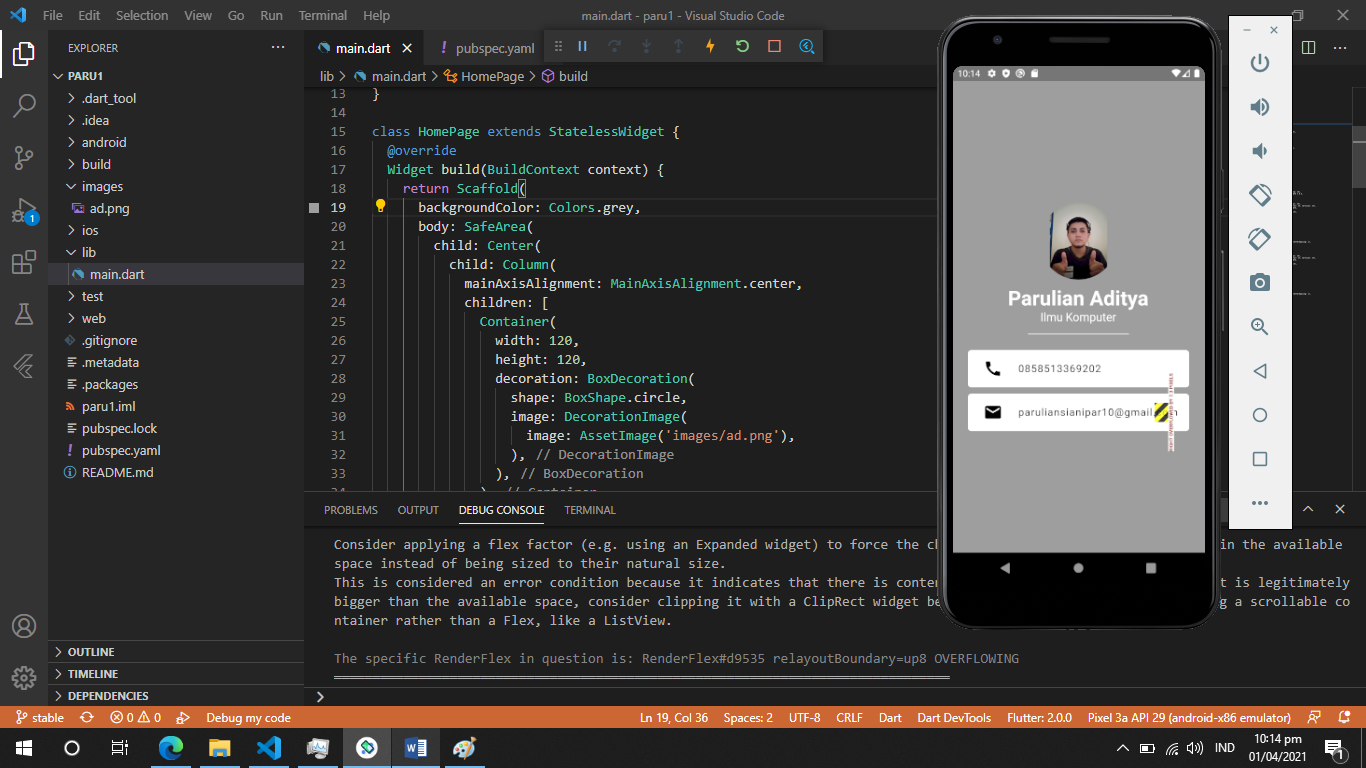 File Edit Selection View Go Run Terminal Help
main.dart - paru1 - Visual Studio Code
EXPLORER
PARU1
.dart_tool
.idea
android
build
images
ad.png
ios
lib
main.dart
test
web
.gitignore
.metadata
.packages
paru1.iml
pubspec.lock
pubspec.yaml
README.md
OUTLINE
TIMELINE
DEPENDENCIES
1
main.dart
! pubspec.yaml
lib > main.dart > HomePage > build
13 }
14
15 class HomePage extends StatelessWidget {
16 @override
17 Widget build(BuildContext context) {
18 return Scaffold(
19 backgroundColor: Colors.grey,
20 body: SafeArea(
21 child: Center(
22 child: Column(
23 mainAxisAlignment: MainAxisAlignment.center,
24 children: [
25 Container(
26 width: 120,
27 height: 120,
28 decoration: BoxDecoration(
29 shape: BoxShape.circle,
30 image: DecorationImage(
31 image: AssetImage('images/ad.png'),
32 ), // DecorationImage
33 ), // BoxDecoration
34 ), // Container
PROBLEMS OUTPUT DEBUG CONSOLE TERMINAL
Consider applying a flex factor (e.g. using an Expanded widget) to force the in the available
space instead of being sized to their natural size.
This is considered an error condition because it indicates that there is t is legitimately
bigger than the available space, consider clipping it with a ClipRect widget g a scrollable co
ntainer rather than a Flex, like a ListView.
The specific RenderFlex in question is: RenderFlex#d9535 relayoutBoundary=up8 OVERFLOWING
10:14
Parulian Aditya
Ilmu Komputer
0858513369202
paruliansianipar10@gmail
stable
0 0
Debug my code
Ln 19, Col 36 Spaces: 2 UTF-8 CRLF Dart Dart DevTools Flutter: 2.0.0 Pixel 3a API 29 (android-x86 emulator)
IND
10:14 pm
01/04/2021
1